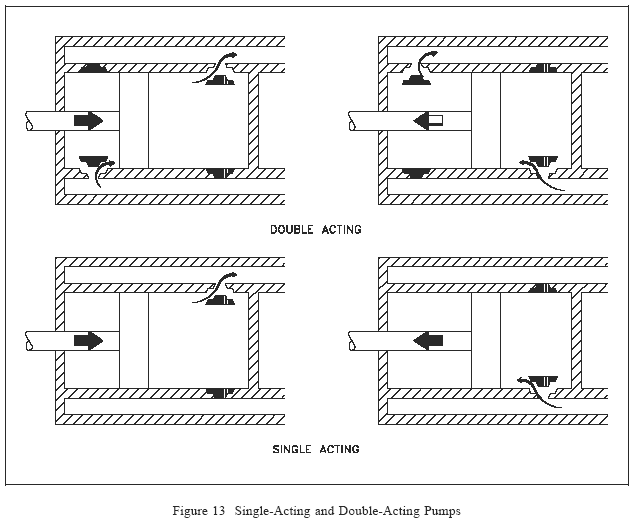 DOUBLE ACTING
SINGLE ACTING
Figure 13 Single-Acting and Double-Acting Pumps